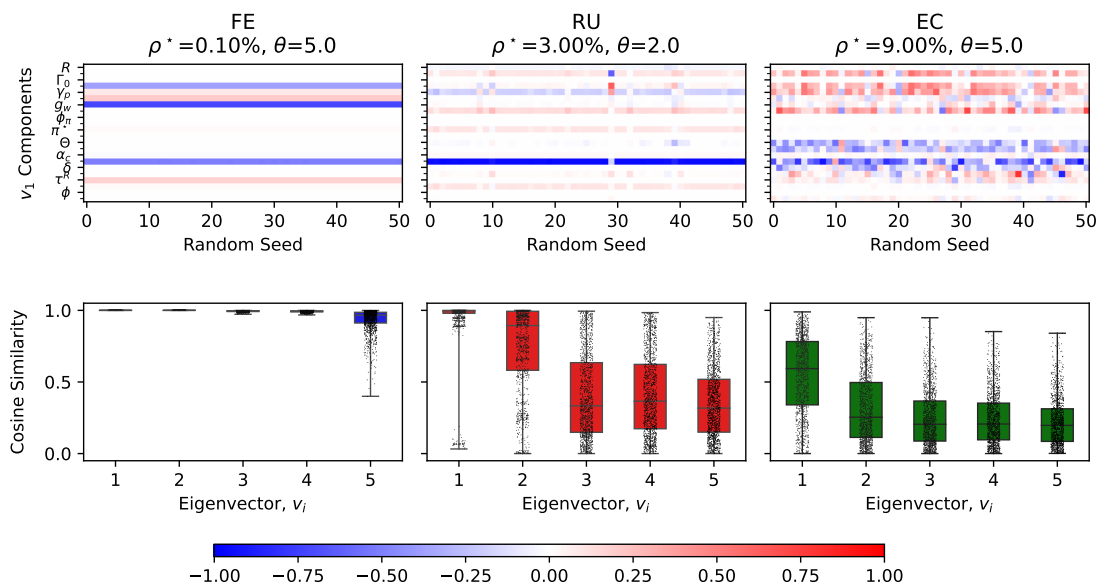 FE
ρ*=0.10%, θ=5.0
RU
ρ*=3.00%, θ=2.0
EC
ρ*=9.00%, θ=5.0
v₁ Components
R
Γ₀
γₚ
g_w
ϕ_π
π*
Θ
α_c
δ
τᴿ
ϕ
0 10 20 30 40 50
0 10 20 30 40 50
0 10 20 30 40 50
Random Seed
Random Seed
Random Seed
Cosine Similarity
1.0
0.5
0.0
1 2 3 4 5
1 2 3 4 5
1 2 3 4 5
Eigenvector, vᵢ
Eigenvector, vᵢ
Eigenvector, vᵢ
−1.00 −0.75 −0.50 −0.25 0.00 0.25 0.50 0.75 1.00